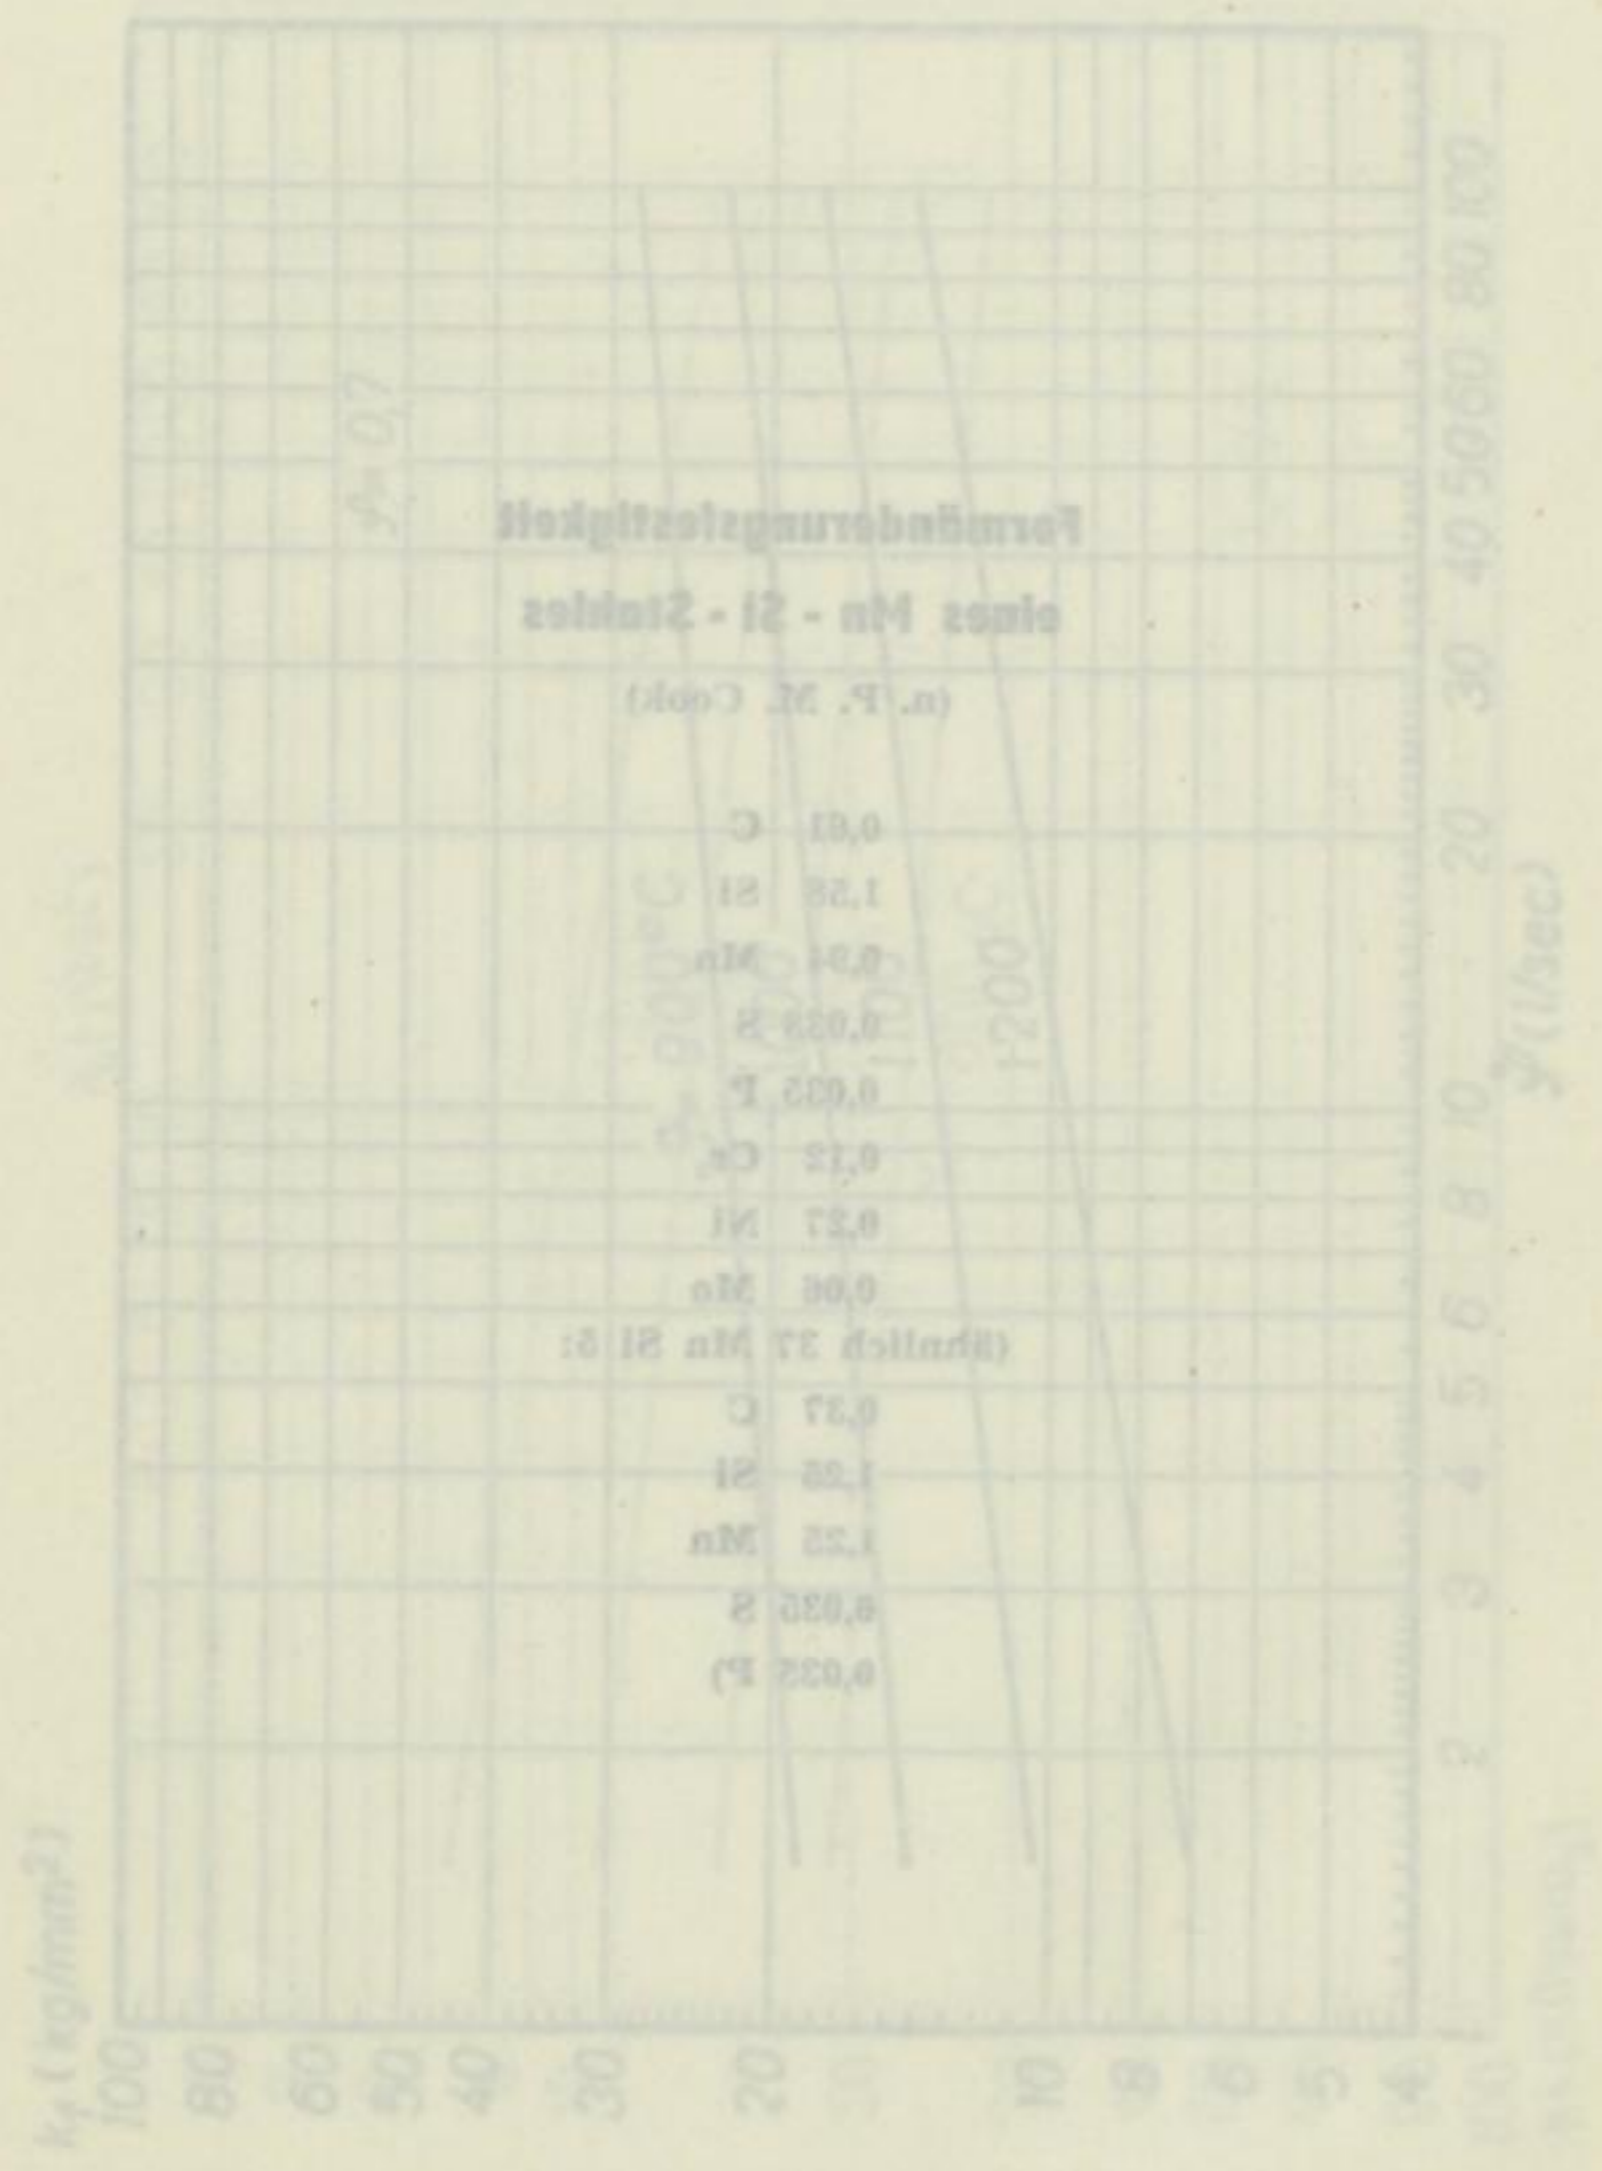 Formänderungsfestigkeit
eines Mn - Si - Stahles
(n. P. M. Cook)
0,61 C
1,58 Si
0,94 Mn
0,038 S
0,035 P
0,12 Cr
0,27 Ni
0,06 Mo
(ähnlich 37 Mn Si 5:
0,37 C
1,25 Si
1,25 Mn
0,035 S
0,035 P)
φ= 0,7
ϑ= 900°C
1000
1100
1200°C
kf (kg/mm²)
100 80 60 50 40 30 20 10 8 6 5 4
2 3 4 5 6 8 10 20 30 40 50 60 80 100
(1/sec)